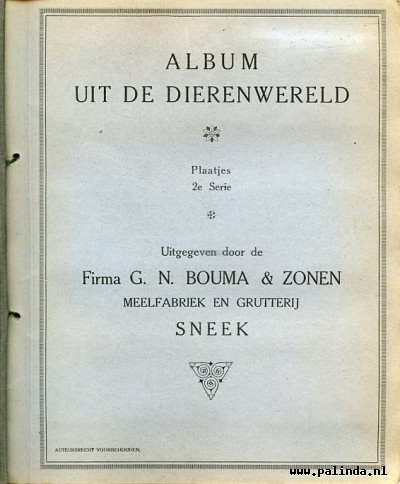 ALBUM
UIT DE DIERENWERELD
Plaatjes
2e Serie
Uitgegeven door de
Firma G. N. BOUMA & ZONEN
MEELFABRIEK EN GRUTTERIJ
SNEEK
AUTEURSRECHT VOORBEHOUDEN.
www.palinda.nl